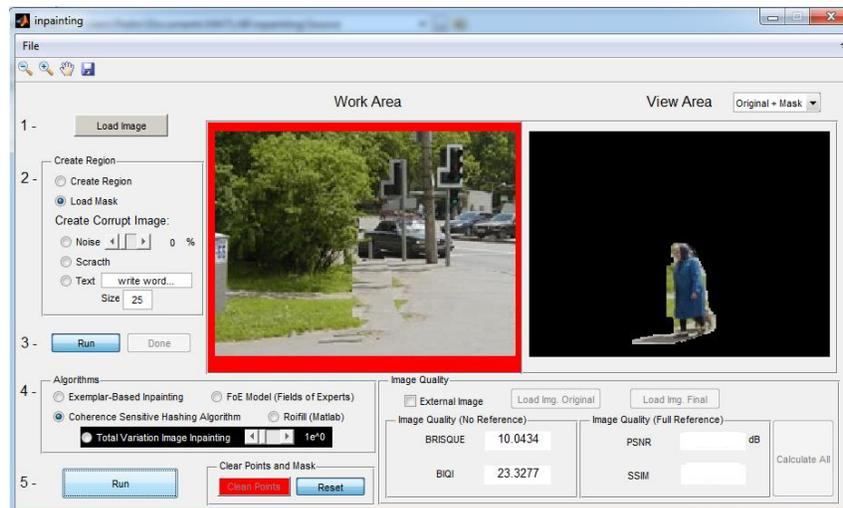 inpainting
File
Work Area
View Area
Original + Mask
1 -
Load Image
Create Region
2 -
Create Region
Load Mask
Create Corrupt Image:
Noise 0 %
Scracth
Text write word...
Size 25
3 - Run Done
Algorithms
4 -
Exemplar-Based Inpainting
FoE Model (Fields of Experts)
Coherence Sensitive Hashing Algorithm
Roifill (Matlab)
Total Variation Image Inpainting 1e^0
Image Quality
External Image
Load Img. Original
Load Img. Final
Image Quality (No Reference)
BRISQUE 10.0434
BIQI 23.3277
Image Quality (Full Reference)
PSNR dB
SSIM
Calculate All
5 - Run
Clear Points and Mask
Clean Points
Reset